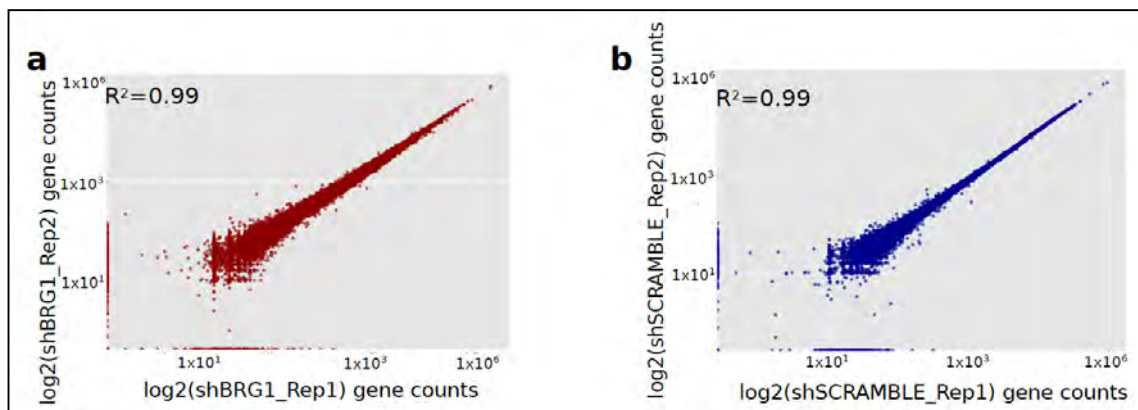 a
log2(shBRG1_Rep2) gene counts
1x10⁶
1x10³
1x10¹
R²=0.99
1x10¹ 1x10³ 1x10⁶
log2(shBRG1_Rep1) gene counts
b
log2(shSCRAMBLE_Rep2) gene counts
1x10⁶
1x10³
1x10¹
R²=0.99
1x10¹ 1x10³ 1x10⁶
log2(shSCRAMBLE_Rep1) gene counts